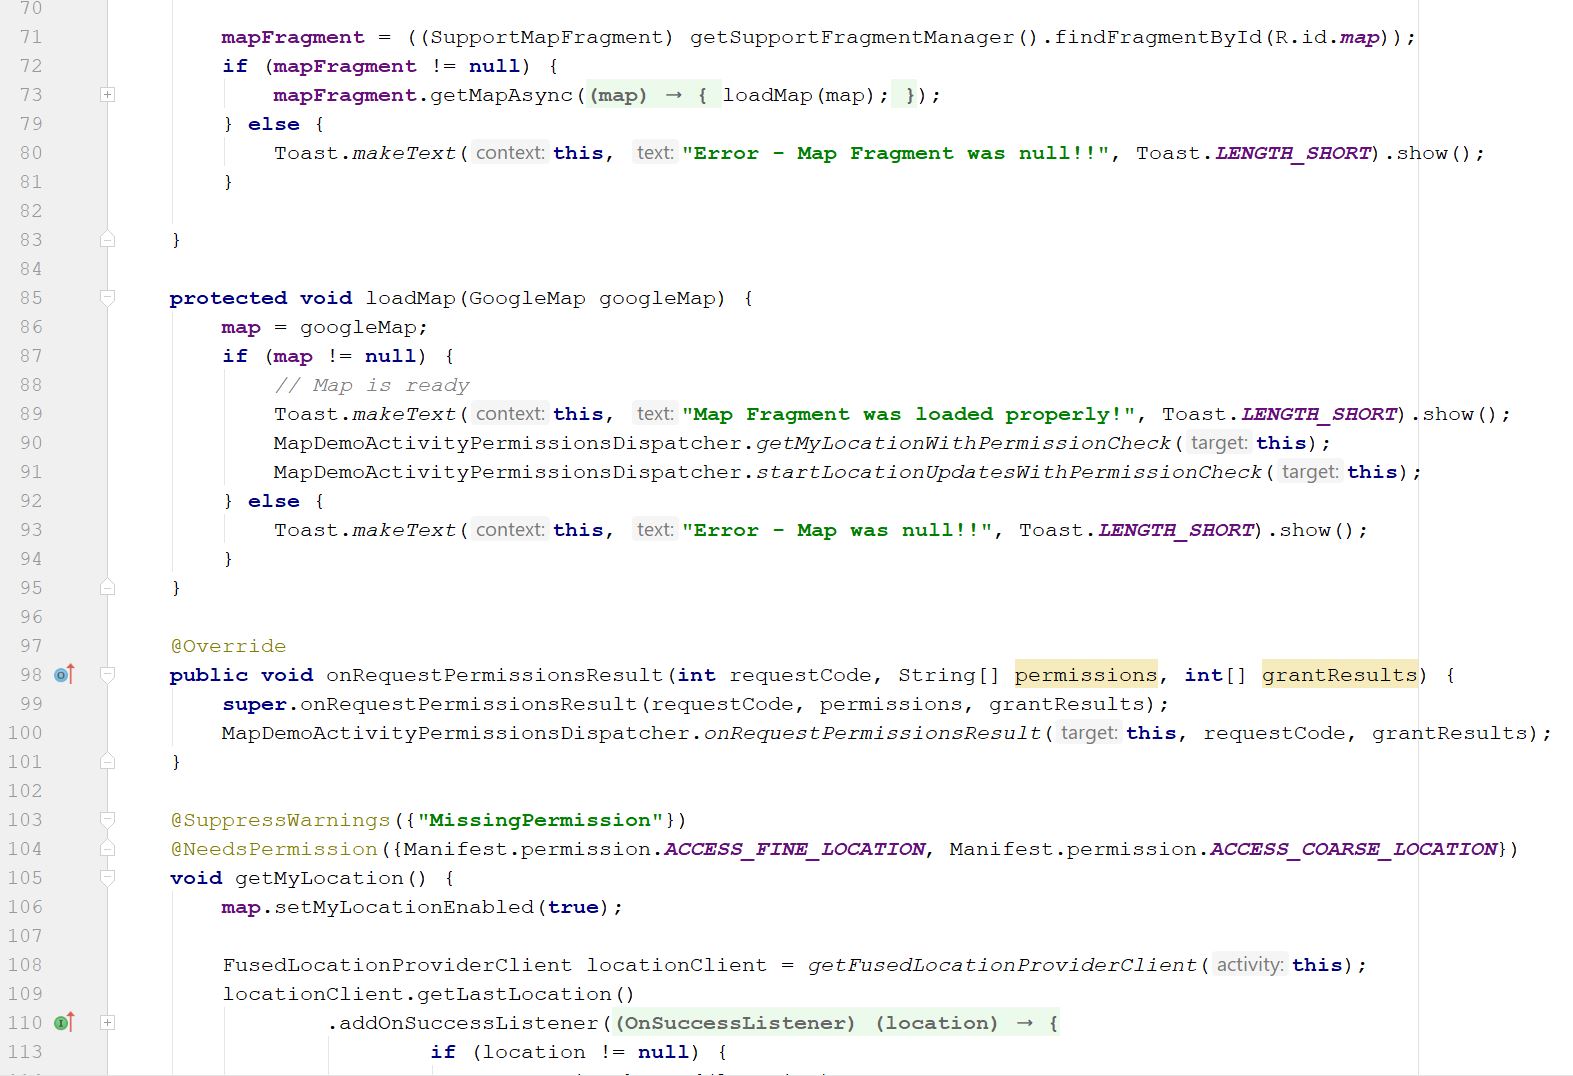 70
71 mapFragment = ((SupportMapFragment) getSupportFragmentManager().findFragmentById(R.id.map));
72 if (mapFragment != null) {
73 mapFragment.getMapAsync((map) → { loadMap(map); });
79 } else {
80 Toast.makeText( context: this, text: "Error - Map Fragment was null!!", Toast.LENGTH_SHORT).show();
81 }
82
83 }
84
85 protected void loadMap(GoogleMap googleMap) {
86 map = googleMap;
87 if (map != null) {
88 // Map is ready
89 Toast.makeText( context: this, text: "Map Fragment was loaded properly!", Toast.LENGTH_SHORT).show();
90 MapDemoActivityPermissionsDispatcher.getMyLocationWithPermissionCheck( target: this);
91 MapDemoActivityPermissionsDispatcher.startLocationUpdatesWithPermissionCheck( target: this);
92 } else {
93 Toast.makeText( context: this, text: "Error - Map was null!!", Toast.LENGTH_SHORT).show();
94 }
95 }
96
97 @Override
98 public void onRequestPermissionsResult(int requestCode, String[] permissions, int[] grantResults) {
99 super.onRequestPermissionsResult(requestCode, permissions, grantResults);
100 MapDemoActivityPermissionsDispatcher.onRequestPermissionsResult( target: this, requestCode, grantResults);
101 }
102
103 @SuppressWarnings({"MissingPermission"})
104 @NeedsPermission({Manifest.permission.ACCESS_FINE_LOCATION, Manifest.permission.ACCESS_COARSE_LOCATION})
105 void getMyLocation() {
106 map.setMyLocationEnabled(true);
107
108 FusedLocationProviderClient locationClient = getFusedLocationProviderClient( activity: this);
109 locationClient.getLastLocation()
110 .addOnSuccessListener((OnSuccessListener) (location) → {
113 if (location != null) {